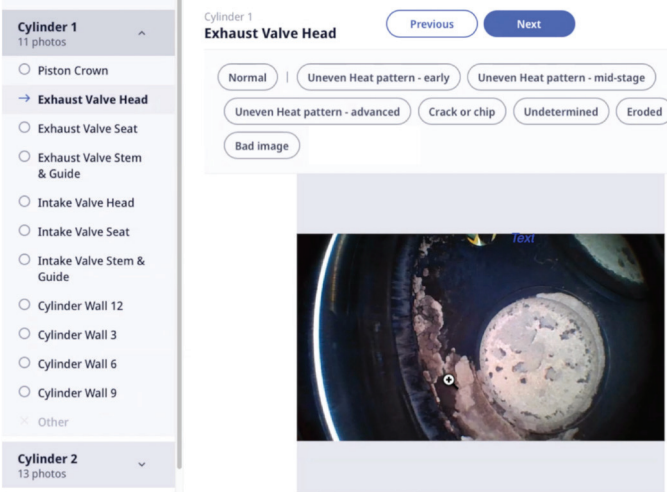 Cylinder 1
11 photos
Piston Crown
Exhaust Valve Head
Exhaust Valve Seat
Exhaust Valve Stem
& Guide
Intake Valve Head
Intake Valve Seat
Intake Valve Stem &
Guide
Cylinder Wall 12
Cylinder Wall 3
Cylinder Wall 6
Cylinder Wall 9
Other
Cylinder 2
13 photos
Cylinder 1
Exhaust Valve Head
Previous
Next
Normal | Uneven Heat pattern - early Uneven Heat pattern - mid-stage
Uneven Heat pattern - advanced Crack or chip Undetermined Eroded
Bad image
Text